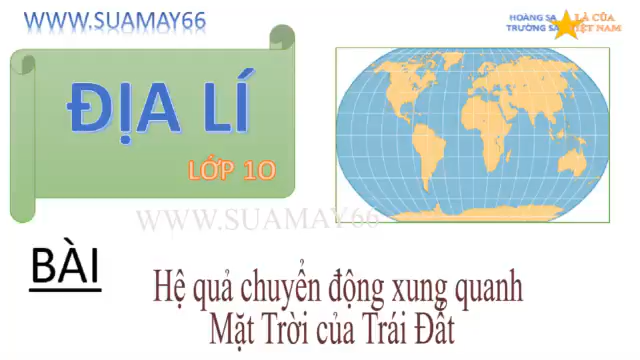 WWW.SUAMAY66
HOÀNG SA
TRƯỜNG SA
LÀ CỦA
VIỆT NAM
ĐỊA LÍ
LỚP 10
WWW.SUAMAY66
BÀI
Hệ quả chuyển động xung quanh
Mặt Trời của Trái Đất